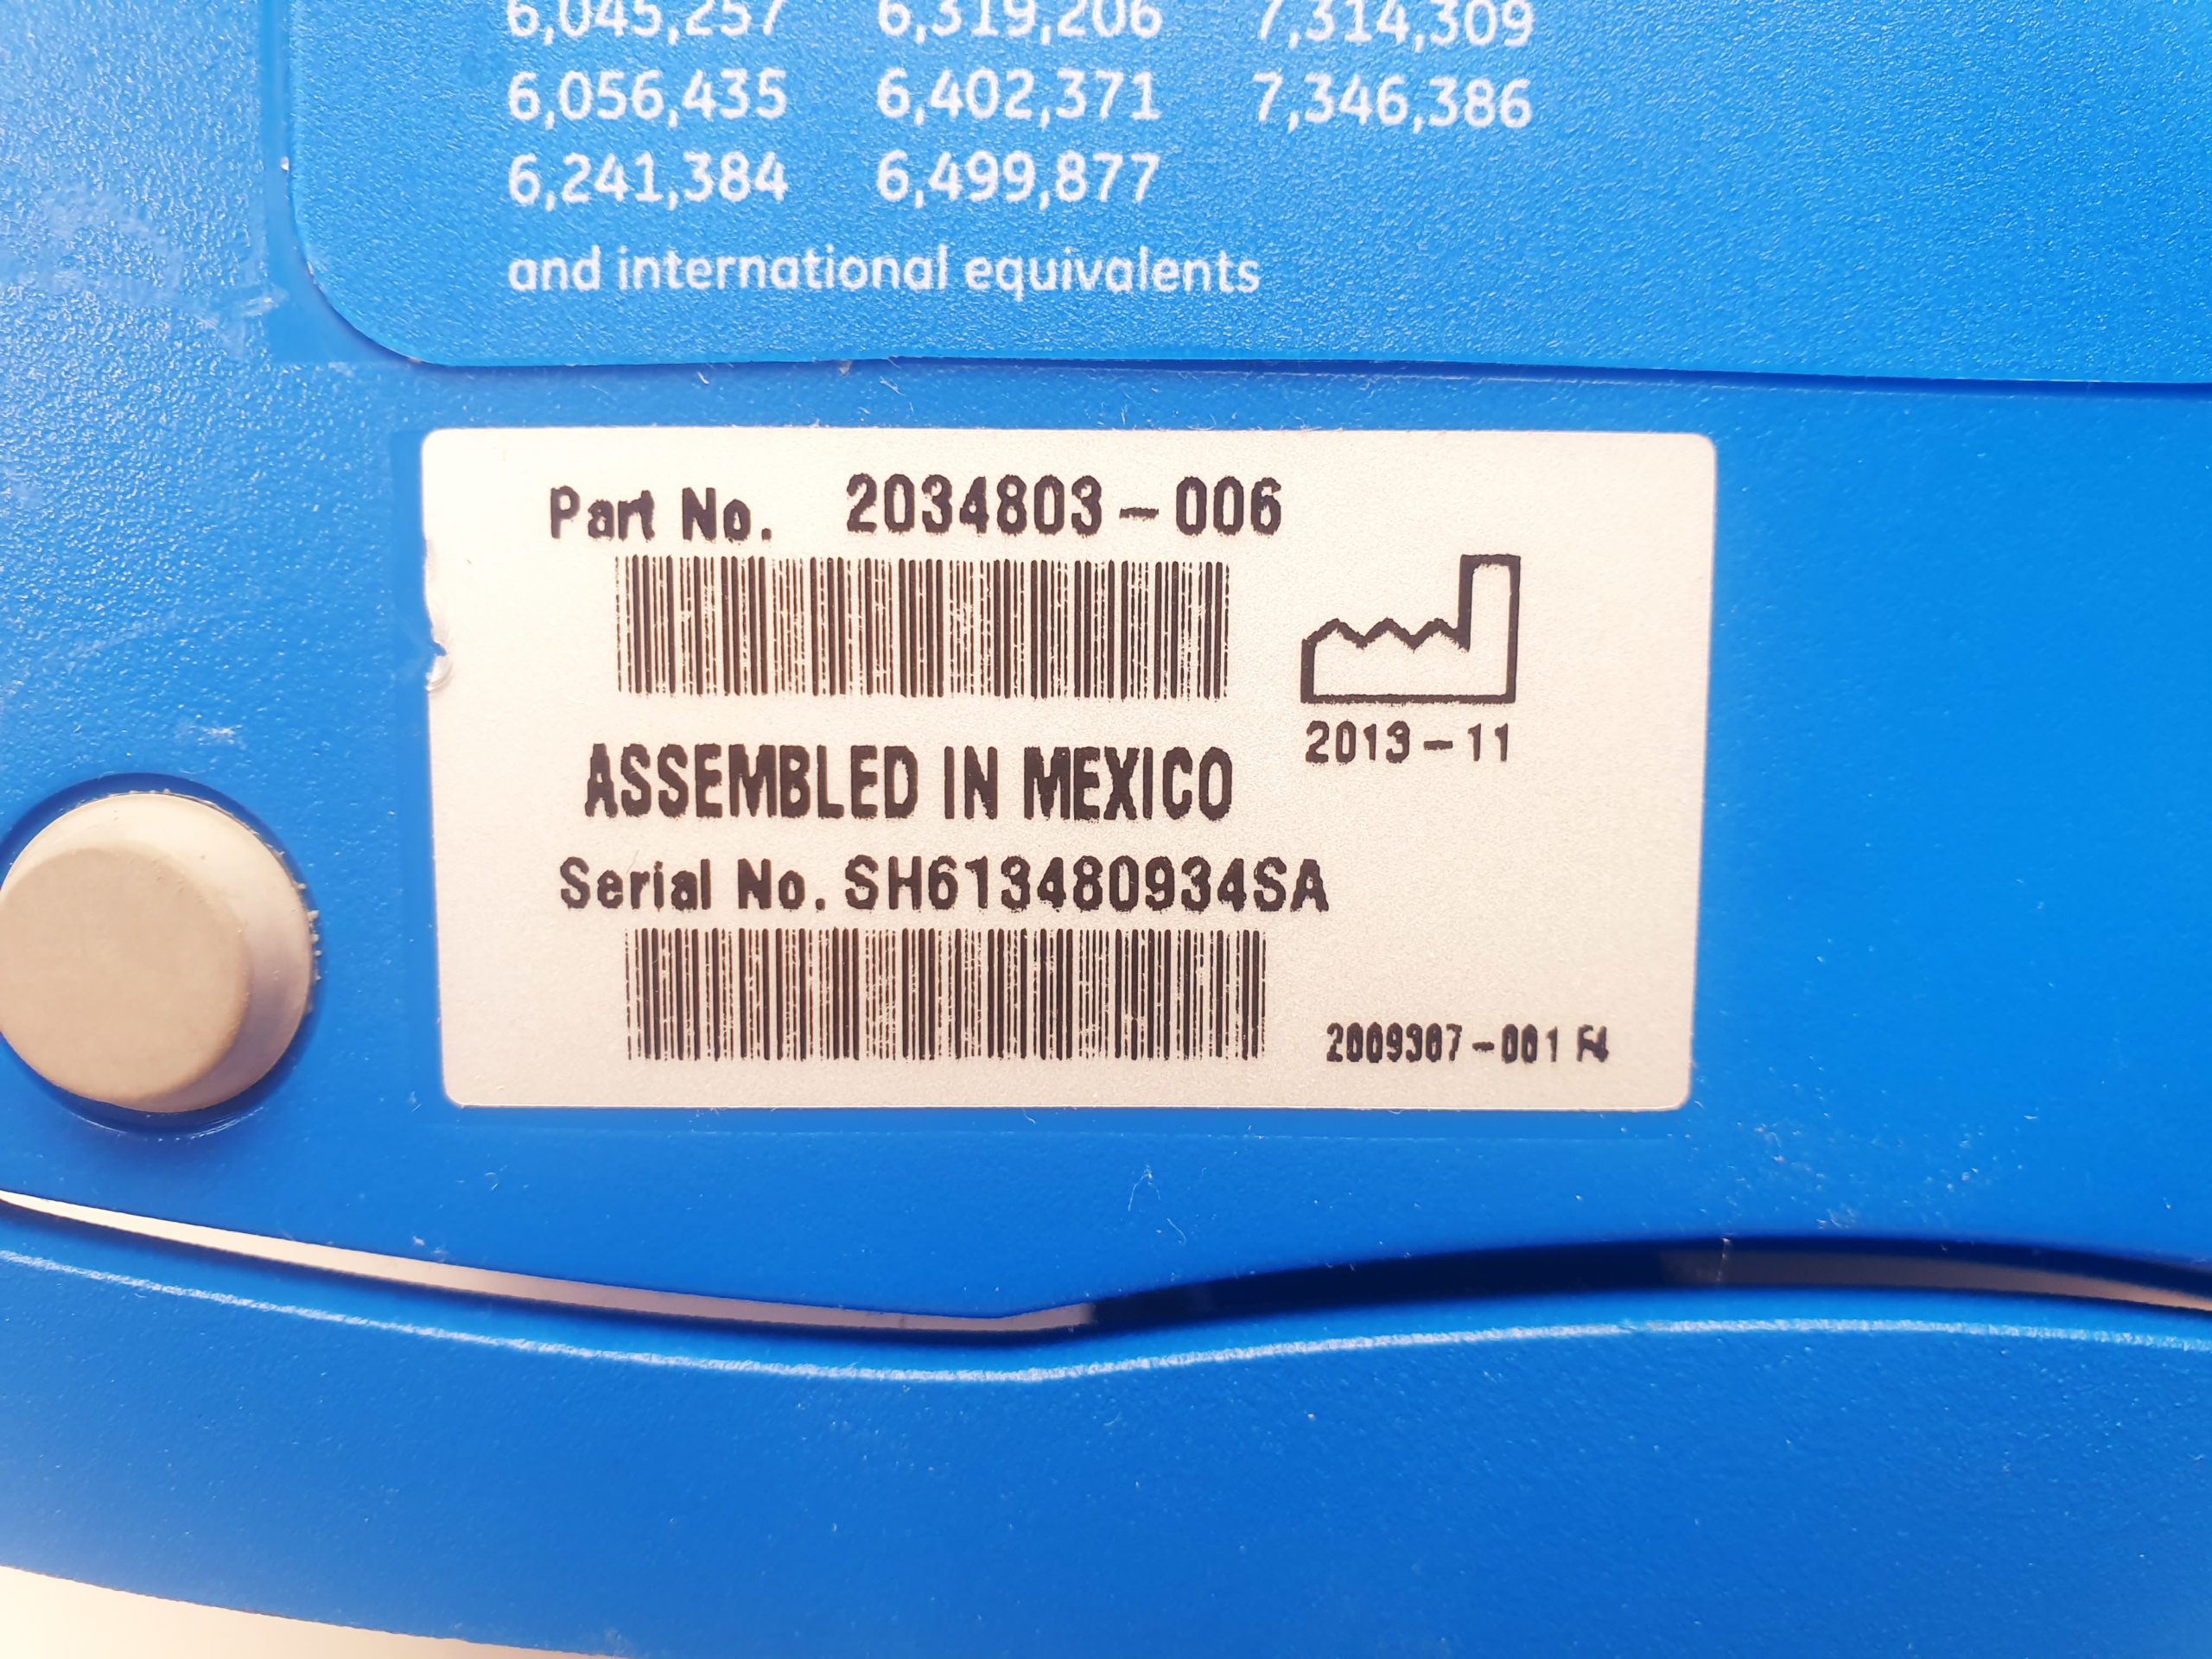 6,045,257 6,319,206 7,314,309
6,056,435 6,402,371 7,346,386
6,241,384 6,499,877
and international equivalents
Part No. 2034803-006
2013-11
ASSEMBLED IN MEXICO
Serial No. SH613480934SA
2009307-001 F4